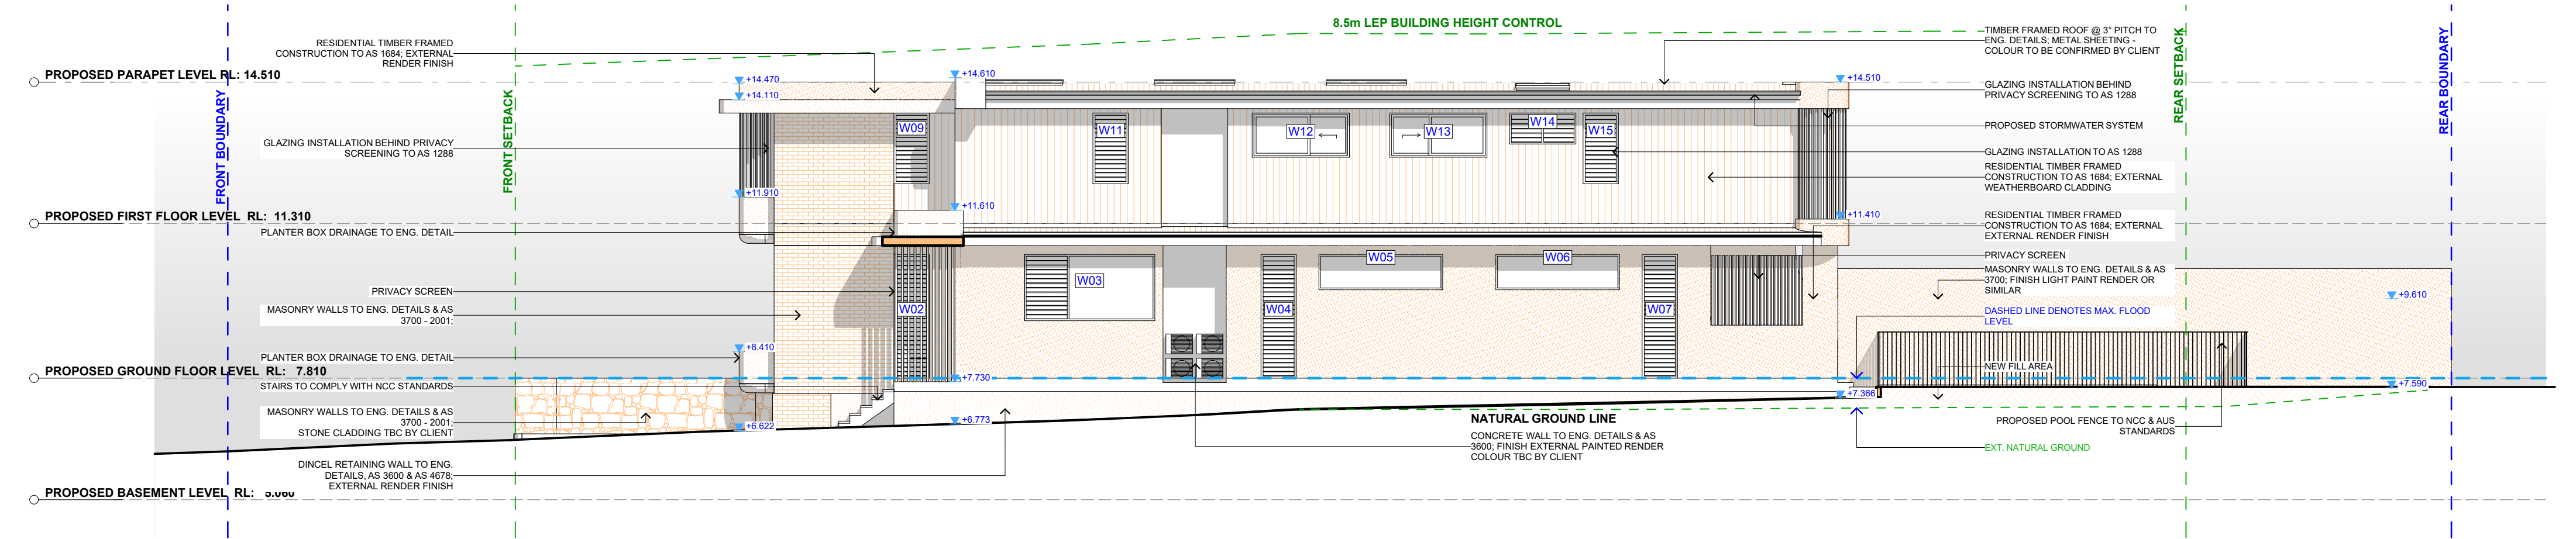 8.5m LEP BUILDING HEIGHT CONTROL
RESIDENTIAL TIMBER FRAMED
CONSTRUCTION TO AS 1684; EXTERNAL
RENDER FINISH
TIMBER FRAMED ROOF @ 3° PITCH TO
ENG. DETAILS; METAL SHEETING -
COLOUR TO BE CONFIRMED BY CLIENT
PROPOSED PARAPET LEVEL RL: 14.510
+14.470
+14.610
+14.510
+14.110
GLAZING INSTALLATION BEHIND
PRIVACY SCREENING TO AS 1288
FRONT BOUNDARY
FRONT SETBACK
REAR SETBACK
REAR BOUNDARY
W09
W11
W12
W13
W14
W15
PROPOSED STORMWATER SYSTEM
GLAZING INSTALLATION BEHIND PRIVACY
SCREENING TO AS 1288
GLAZING INSTALLATION TO AS 1288
RESIDENTIAL TIMBER FRAMED
CONSTRUCTION TO AS 1684; EXTERNAL
WEATHERBOARD CLADDING
+11.910
+11.610
+11.410
PROPOSED FIRST FLOOR LEVEL RL: 11.310
RESIDENTIAL TIMBER FRAMED
CONSTRUCTION TO AS 1684; EXTERNAL
EXTERNAL RENDER FINISH
PLANTER BOX DRAINAGE TO ENG. DETAIL
PRIVACY SCREEN
W03
W05
W06
MASONRY WALLS TO ENG. DETAILS & AS
3700; FINISH LIGHT PAINT RENDER OR
SIMILAR
PRIVACY SCREEN
+9.610
MASONRY WALLS TO ENG. DETAILS & AS
3700 - 2001;
W02
W04
W07
DASHED LINE DENOTES MAX. FLOOD
LEVEL
+8.410
PLANTER BOX DRAINAGE TO ENG. DETAIL
NEW FILL AREA
PROPOSED GROUND FLOOR LEVEL RL: 7.810
+7.730
+7.590
STAIRS TO COMPLY WITH NCC STANDARDS
+7.366
MASONRY WALLS TO ENG. DETAILS & AS
3700 - 2001;
STONE CLADDING TBC BY CLIENT
+6.622
+6.773
NATURAL GROUND LINE
CONCRETE WALL TO ENG. DETAILS & AS
3600; FINISH EXTERNAL PAINTED RENDER
COLOUR TBC BY CLIENT
PROPOSED POOL FENCE TO NCC & AUS
STANDARDS
EXT. NATURAL GROUND
DINCEL RETAINING WALL TO ENG.
DETAILS, AS 3600 & AS 4678;
EXTERNAL RENDER FINISH
PROPOSED BASEMENT LEVEL RL: 5.060